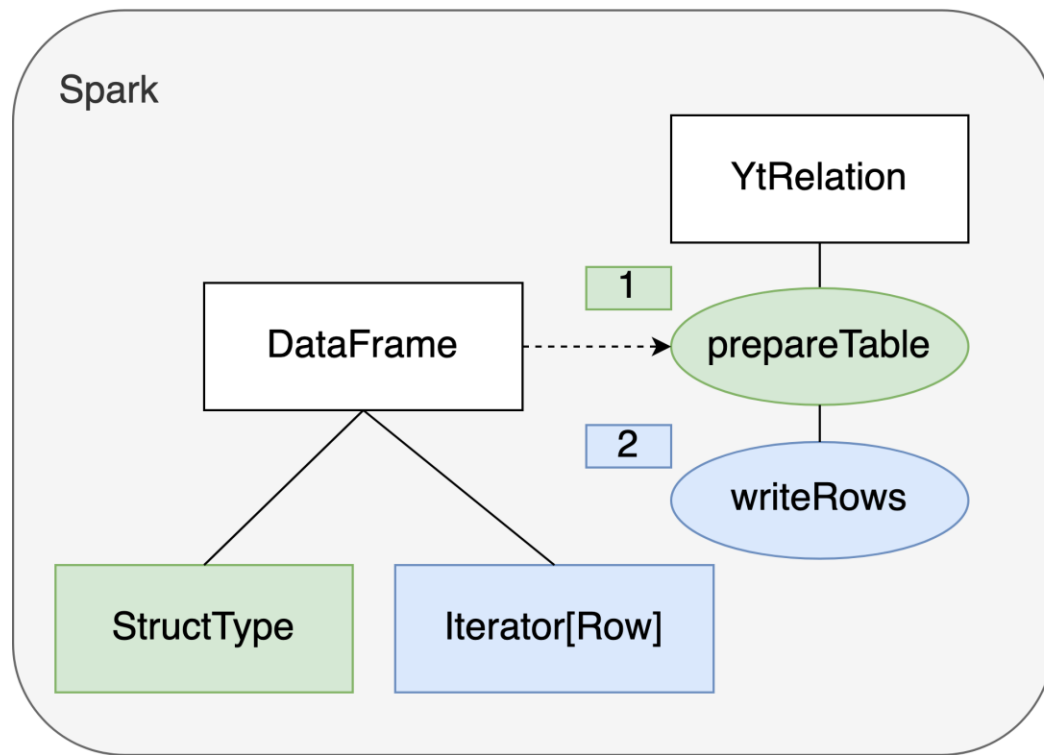 Spark
YtRelation
1
DataFrame
prepareTable
2
writeRows
StructType
Iterator[Row]